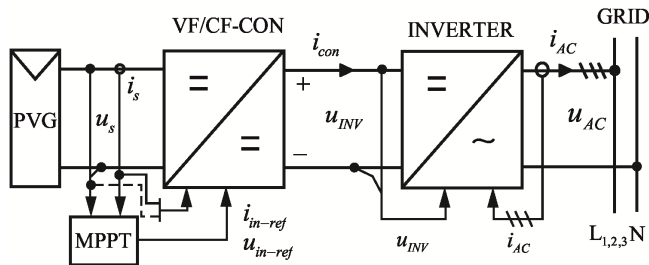 GRID
VF/CF-CON
INVERTER
i_con
i_AC
PVG
u_s
i_s
=
=
+
−
u_INV
=
~
u_AC
MPPT
i_in−ref
u_in−ref
u_INV
i_AC
L_1,2,3 N